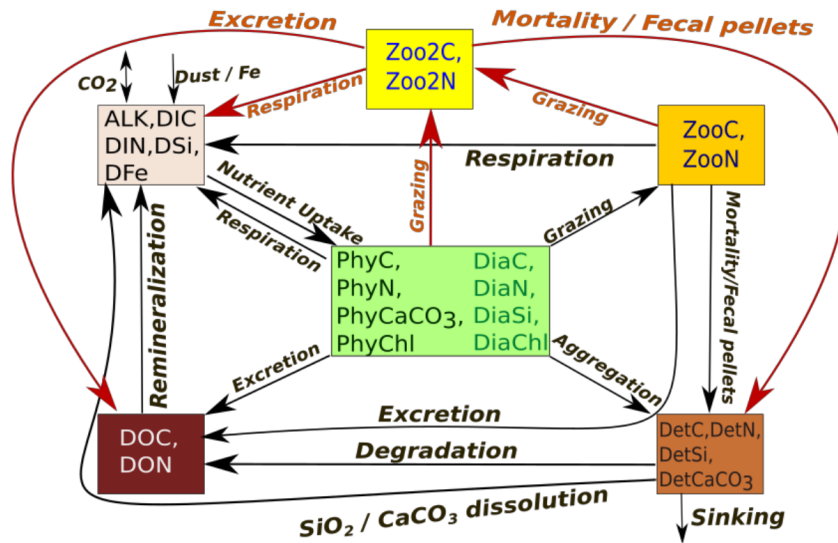 Excretion
Mortality / Fecal pellets
CO2
Dust / Fe
Zoo2C,
Zoo2N
Respiration
Grazing
ALK,DIC
DIN,DSi,
DFe
ZooC,
ZooN
Respiration
Nutrient Uptake
Respiration
Grazing
Grazing
Mortality/Fecal pellets
PhyC,
PhyN,
PhyCaCO3,
PhyChl
DiaC,
DiaN,
DiaSi,
DiaChl
Remineralization
Excretion
Aggregation
DOC,
DON
Excretion
Degradation
DetC,DetN,
DetSi,
DetCaCO3
SiO2 / CaCO3 dissolution
Sinking